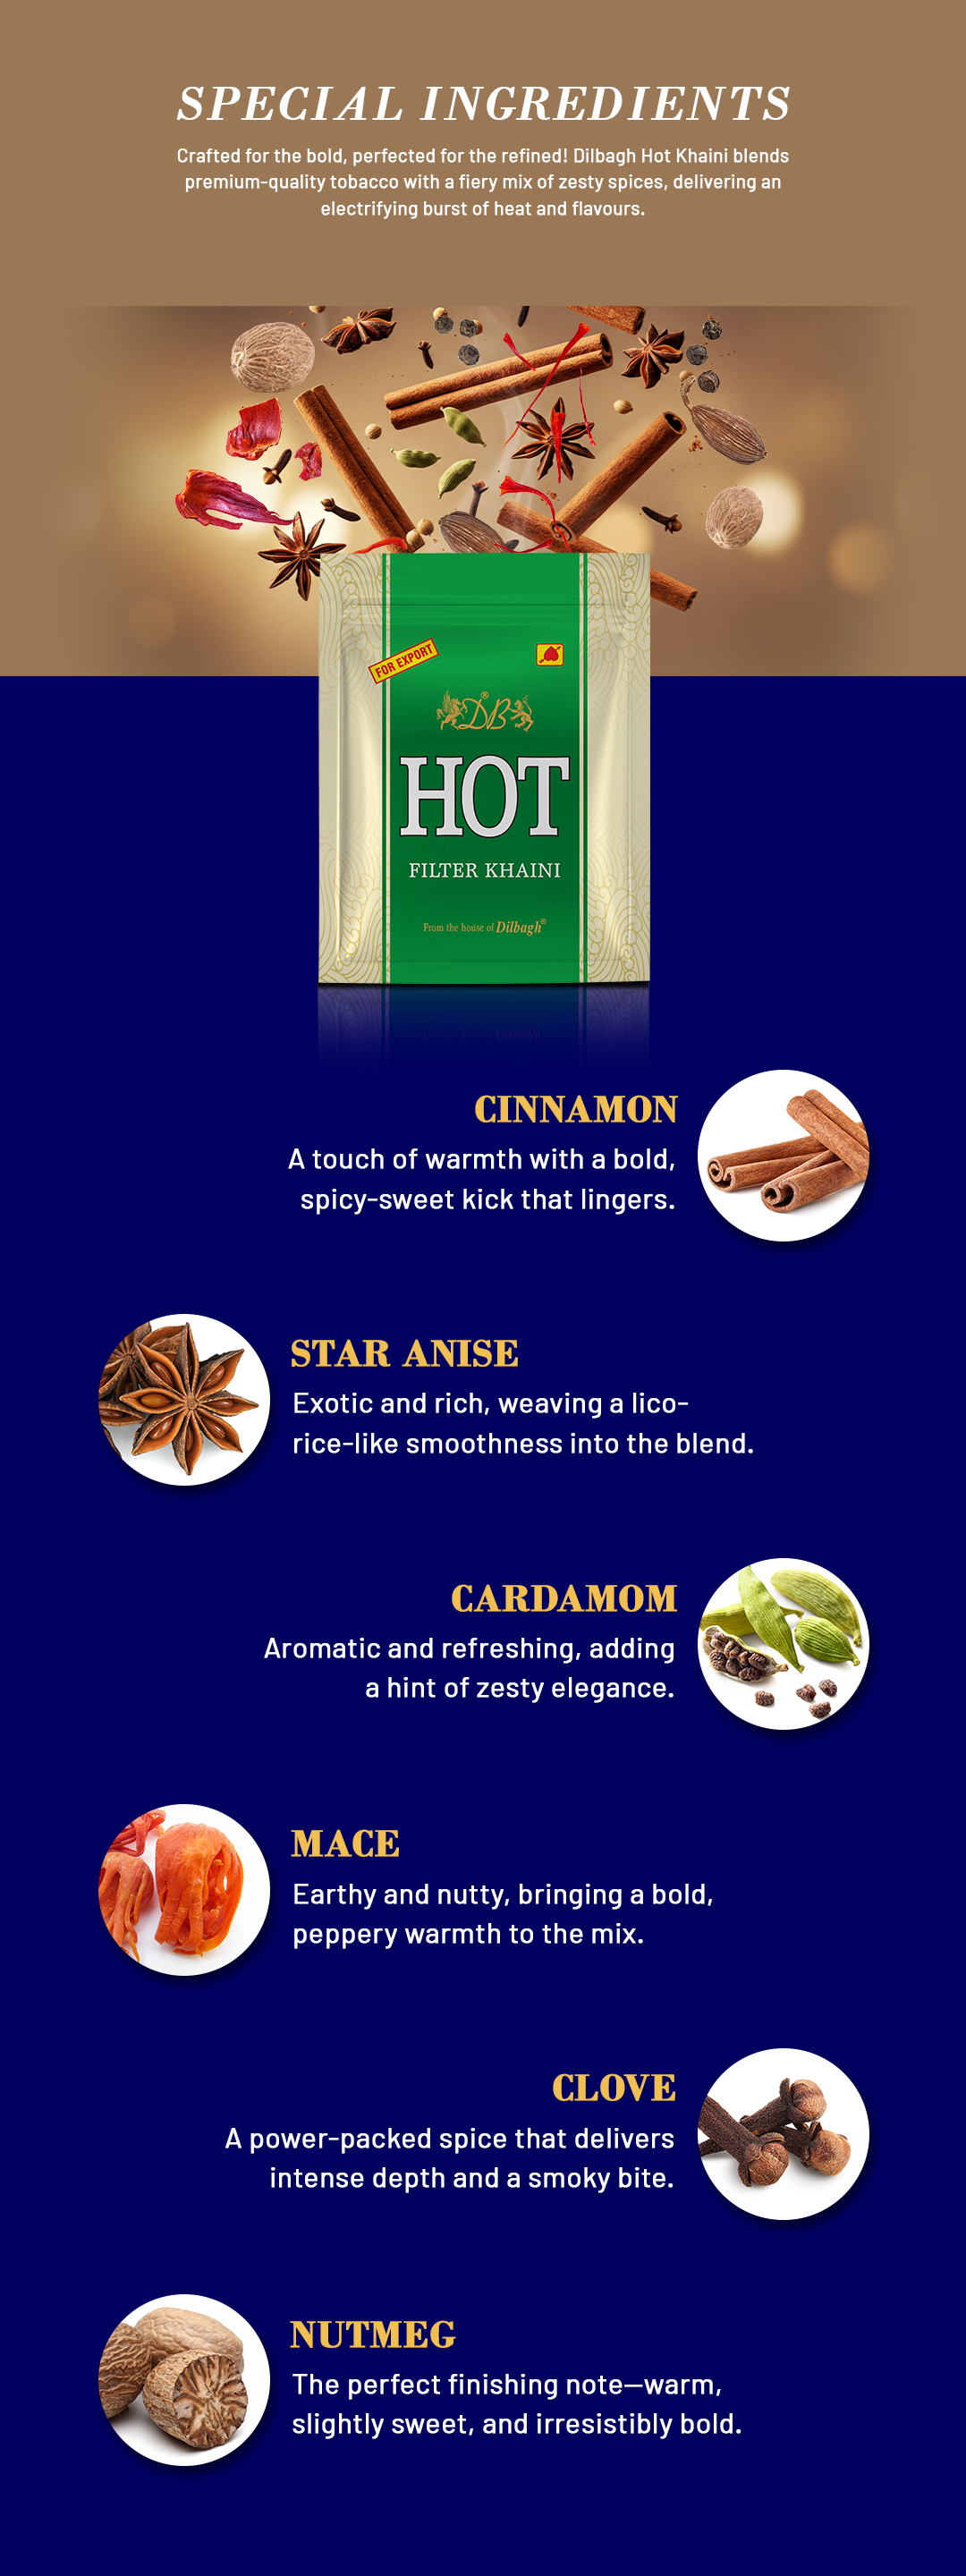 SPECIAL INGREDIENTS
Crafted for the bold, perfected for the refined! Dilbagh Hot Khaini blends
premium-quality tobacco with a fiery mix of zesty spices, delivering an
electrifying burst of heat and flavours.
FOR EXPORT
DB®
HOT
FILTER KHAINI
From the house of Dilbagh®
CINNAMON
A touch of warmth with a bold,
spicy-sweet kick that lingers.
STAR ANISE
Exotic and rich, weaving a lico-
rice-like smoothness into the blend.
CARDAMOM
Aromatic and refreshing, adding
a hint of zesty elegance.
MACE
Earthy and nutty, bringing a bold,
peppery warmth to the mix.
CLOVE
A power-packed spice that delivers
intense depth and a smoky bite.
NUTMEG
The perfect finishing note—warm,
slightly sweet, and irresistibly bold.